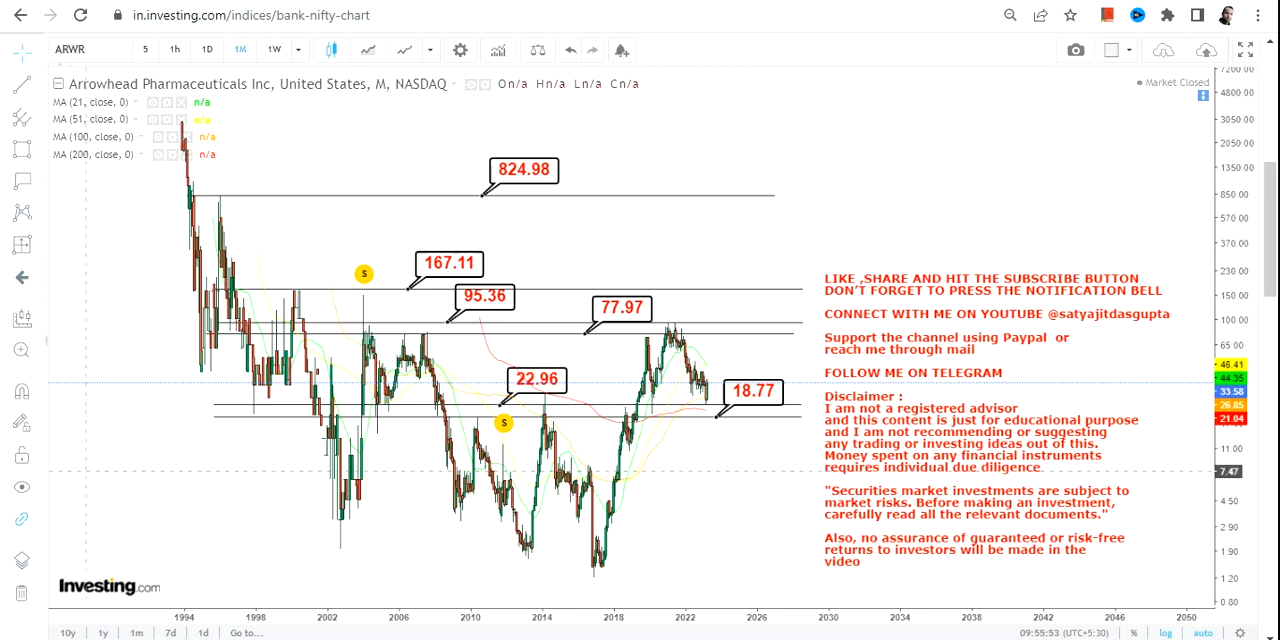 in.investing.com/indices/bank-nifty-chart
ARWR 5 1h 1D 1M 1W
Arrowhead Pharmaceuticals Inc, United States, M, NASDAQ On/a Hn/a Ln/a Cn/a
Market Closed
MA (21, close, 0) n/a
MA (51, close, 0) n/a
MA (100, close, 0) n/a
MA (200, close, 0) n/a
824.98
167.11
95.36
77.97
22.96
18.77
S
S
LIKE ,SHARE AND HIT THE SUBSCRIBE BUTTON
DON'T FORGET TO PRESS THE NOTIFICATION BELL
CONNECT WITH ME ON YOUTUBE @satyajitdasgupta
Support the channel using Paypal or
reach me through mail
FOLLOW ME ON TELEGRAM
Disclaimer :
I am not a registered advisor
and this content is just for educational purpose
and I am not recommending or suggesting
any trading or investing ideas out of this.
Money spent on any financial instruments
requires individual due diligence
"Securities market investments are subject to
market risks. Before making an investment,
carefully read all the relevant documents."
Also, no assurance of guaranteed or risk-free
returns to investors will be made in the
video
7200.00
4800.00
3050.00
2050.00
1350.00
850.00
570.00
370.00
230.00
150.00
100.00
65.00
46.41
44.35
33.58
26.85
21.04
11.00
7.47
4.50
2.90
1.90
1.20
0.80
Investing.com
1994 1998 2002 2006 2010 2014 2018 2022 2026 2030 2034 2038 2042 2046 2050
10y 1y 1m 7d 1d Go to... 09:55:53 (UTC+5:30) % log auto